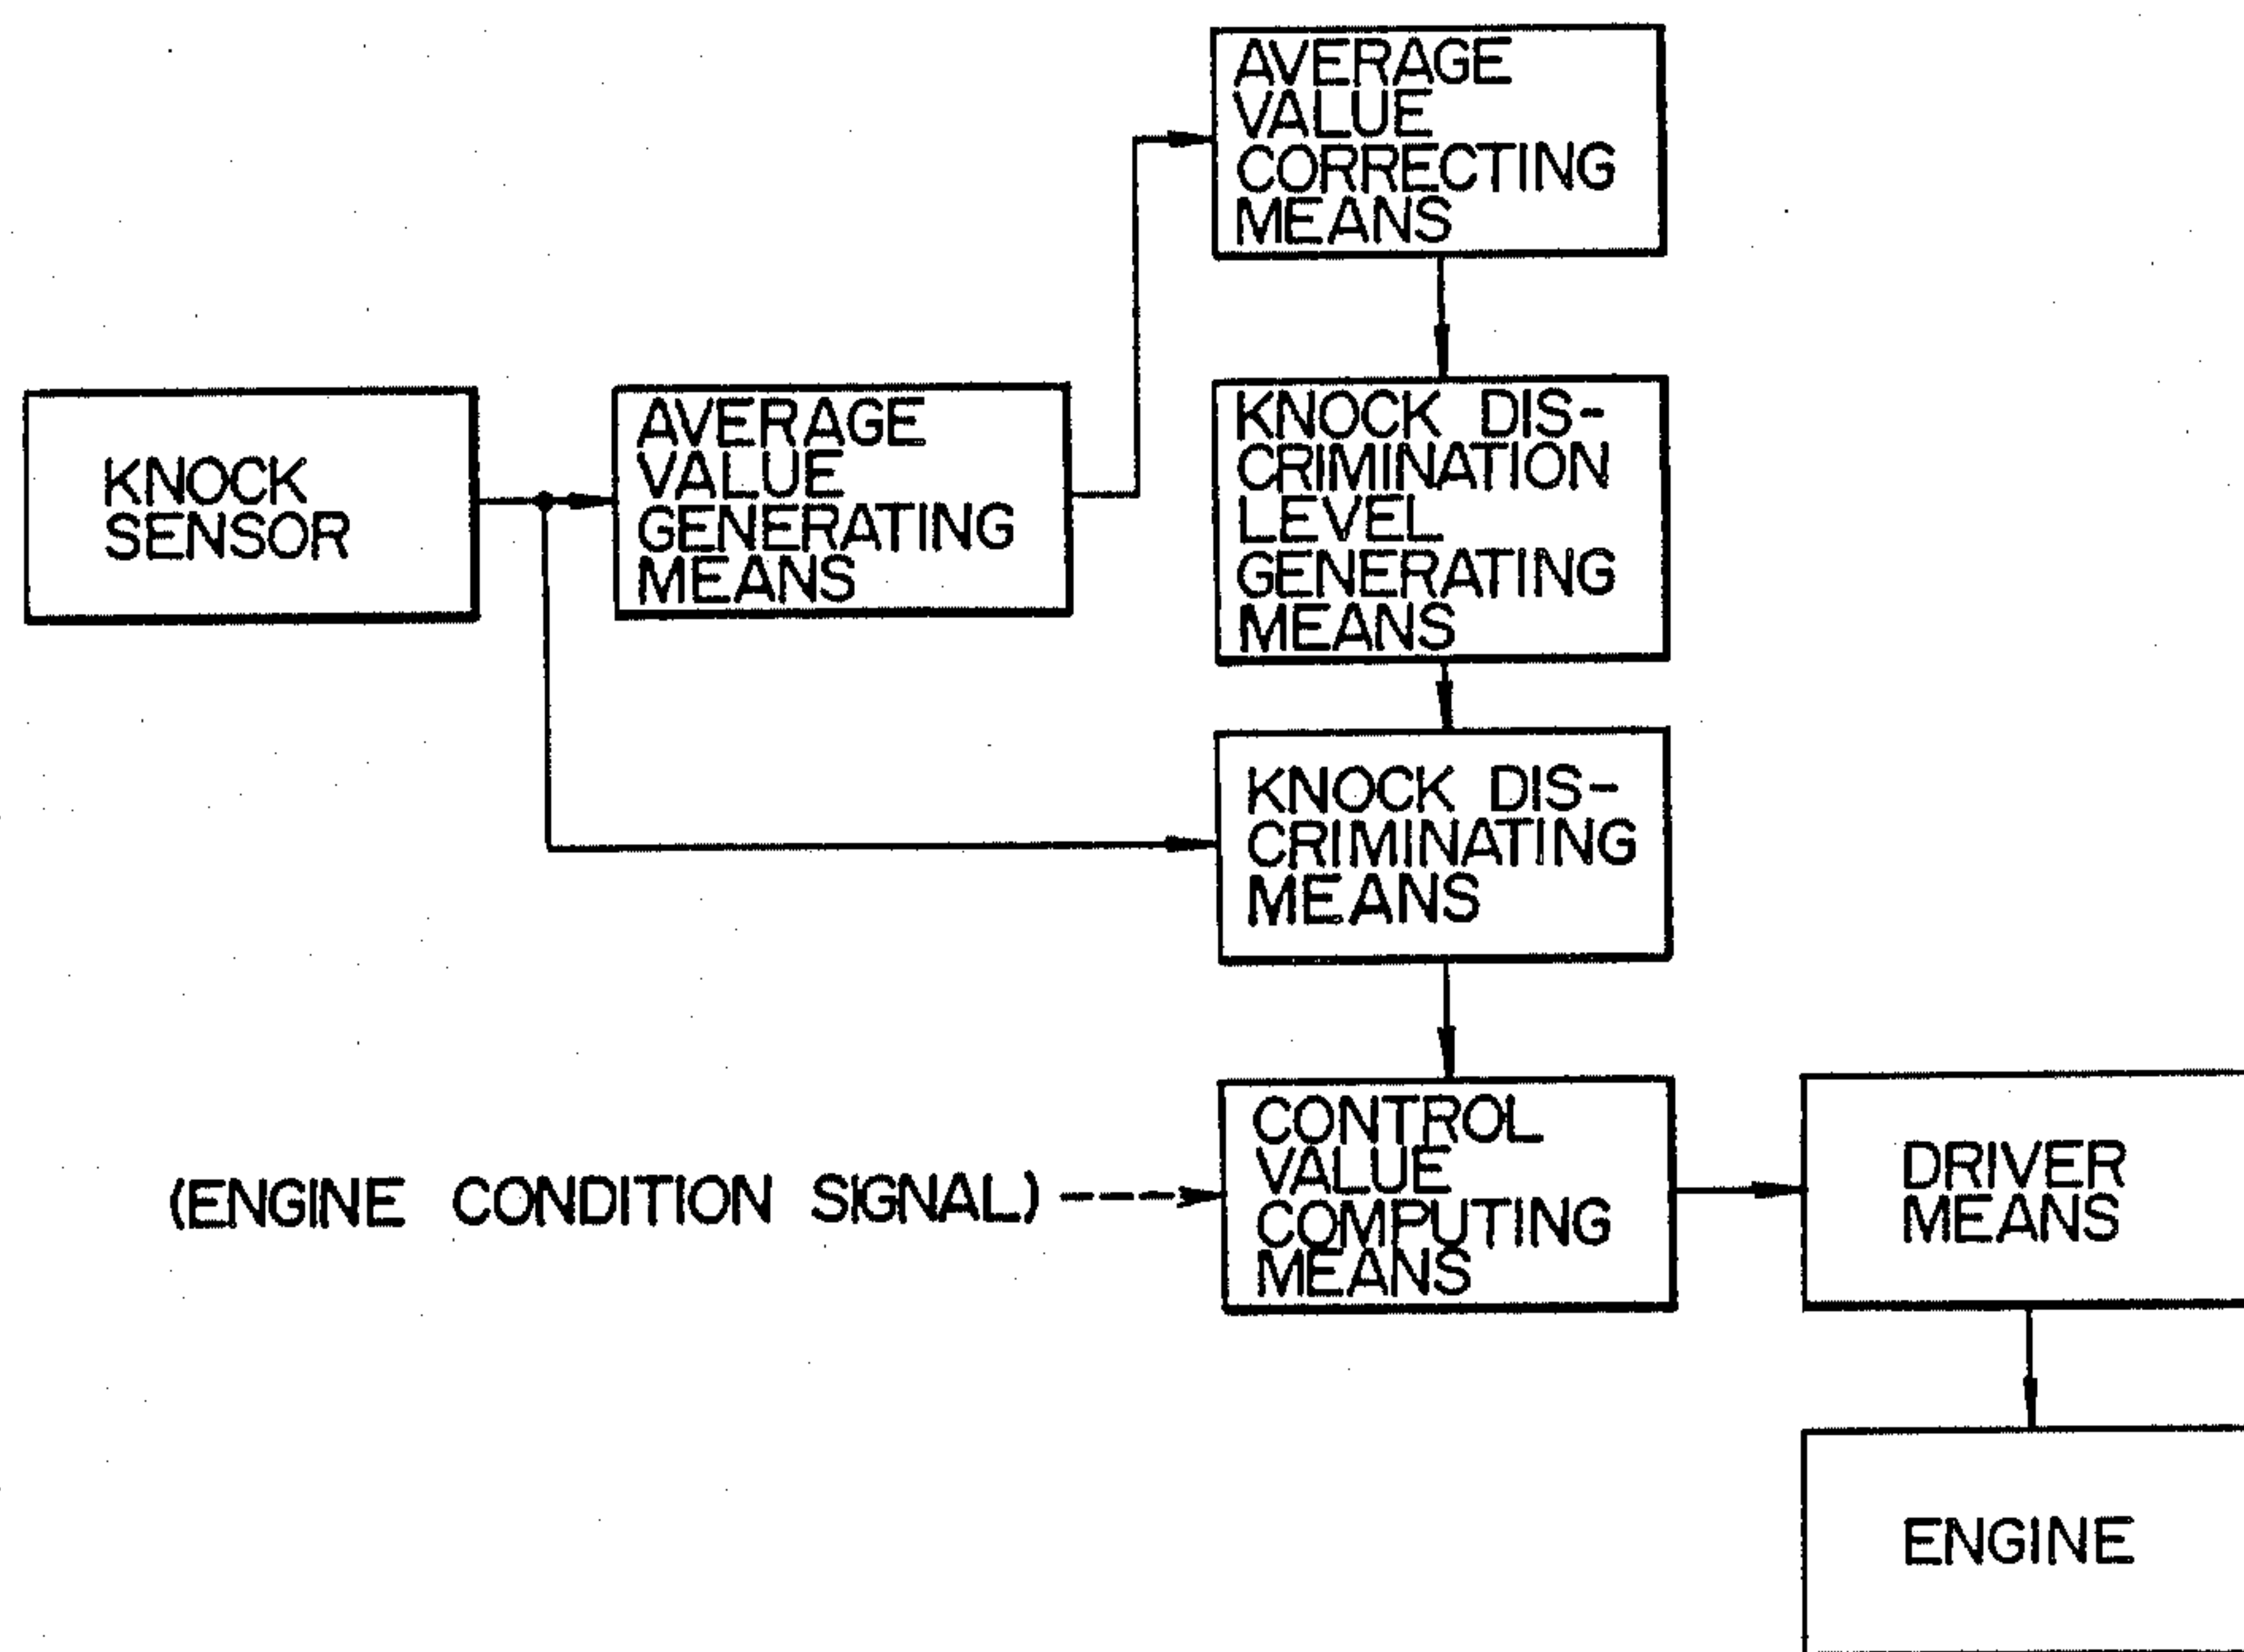 AVERAGE
VALUE
CORRECTING
MEANS
KNOCK
SENSOR
AVERAGE
VALUE
GENERATING
MEANS
KNOCK DIS-
CRIMINATION
LEVEL
GENERATING
MEANS
KNOCK DIS-
CRIMINATING
MEANS
(ENGINE CONDITION SIGNAL)
CONTROL
VALUE
COMPUTING
MEANS
DRIVER
MEANS
ENGINE